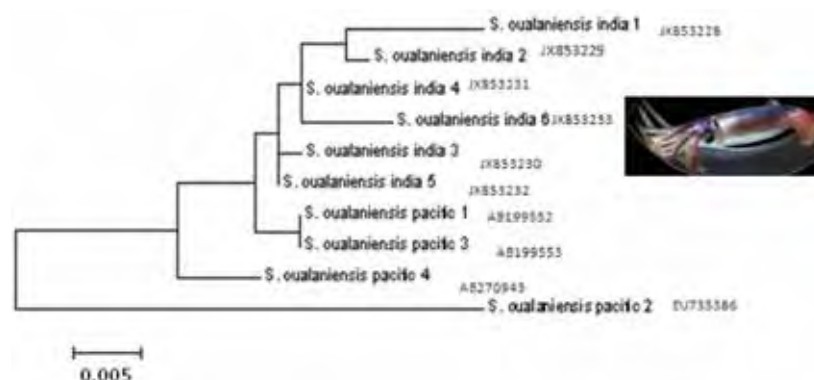 S. oualaniensis india 1 JX853228
S. oualaniensis india 2 JX853229
S. oualaniensis india 4 JX853231
S. oualaniensis india 6 JX853233
S. oualaniensis india 3 JX853230
S. oualaniensis india 5 JX853232
S. oualaniensis pacific 1 AB199552
S. oualaniensis pacific 3 AB199553
S. oualaniensis pacific 4 AB270945
S. oualaniensis pacific 2 EU735386
0.005